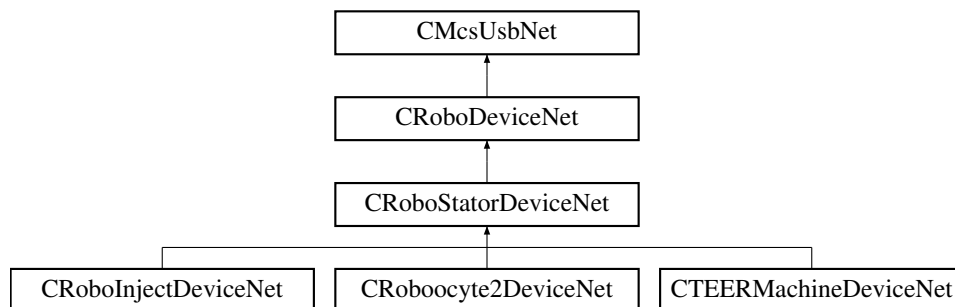 CMcsUsbNet
CRoboDeviceNet
CRoboStatorDeviceNet
CRoboInjectDeviceNet CRoboocyte2DeviceNet CTEERMachineDeviceNet